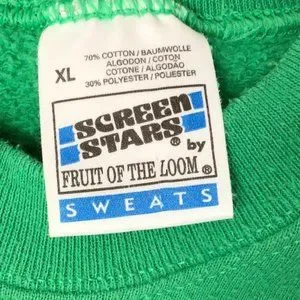 XL
70% COTTON / BAUMWOLLE
ALGODON / COTON
COTONE / ALGODÃO
30% POLYESTER / POLIESTER
SCREEN
STARS® by
FRUIT OF THE LOOM®
SWEATS